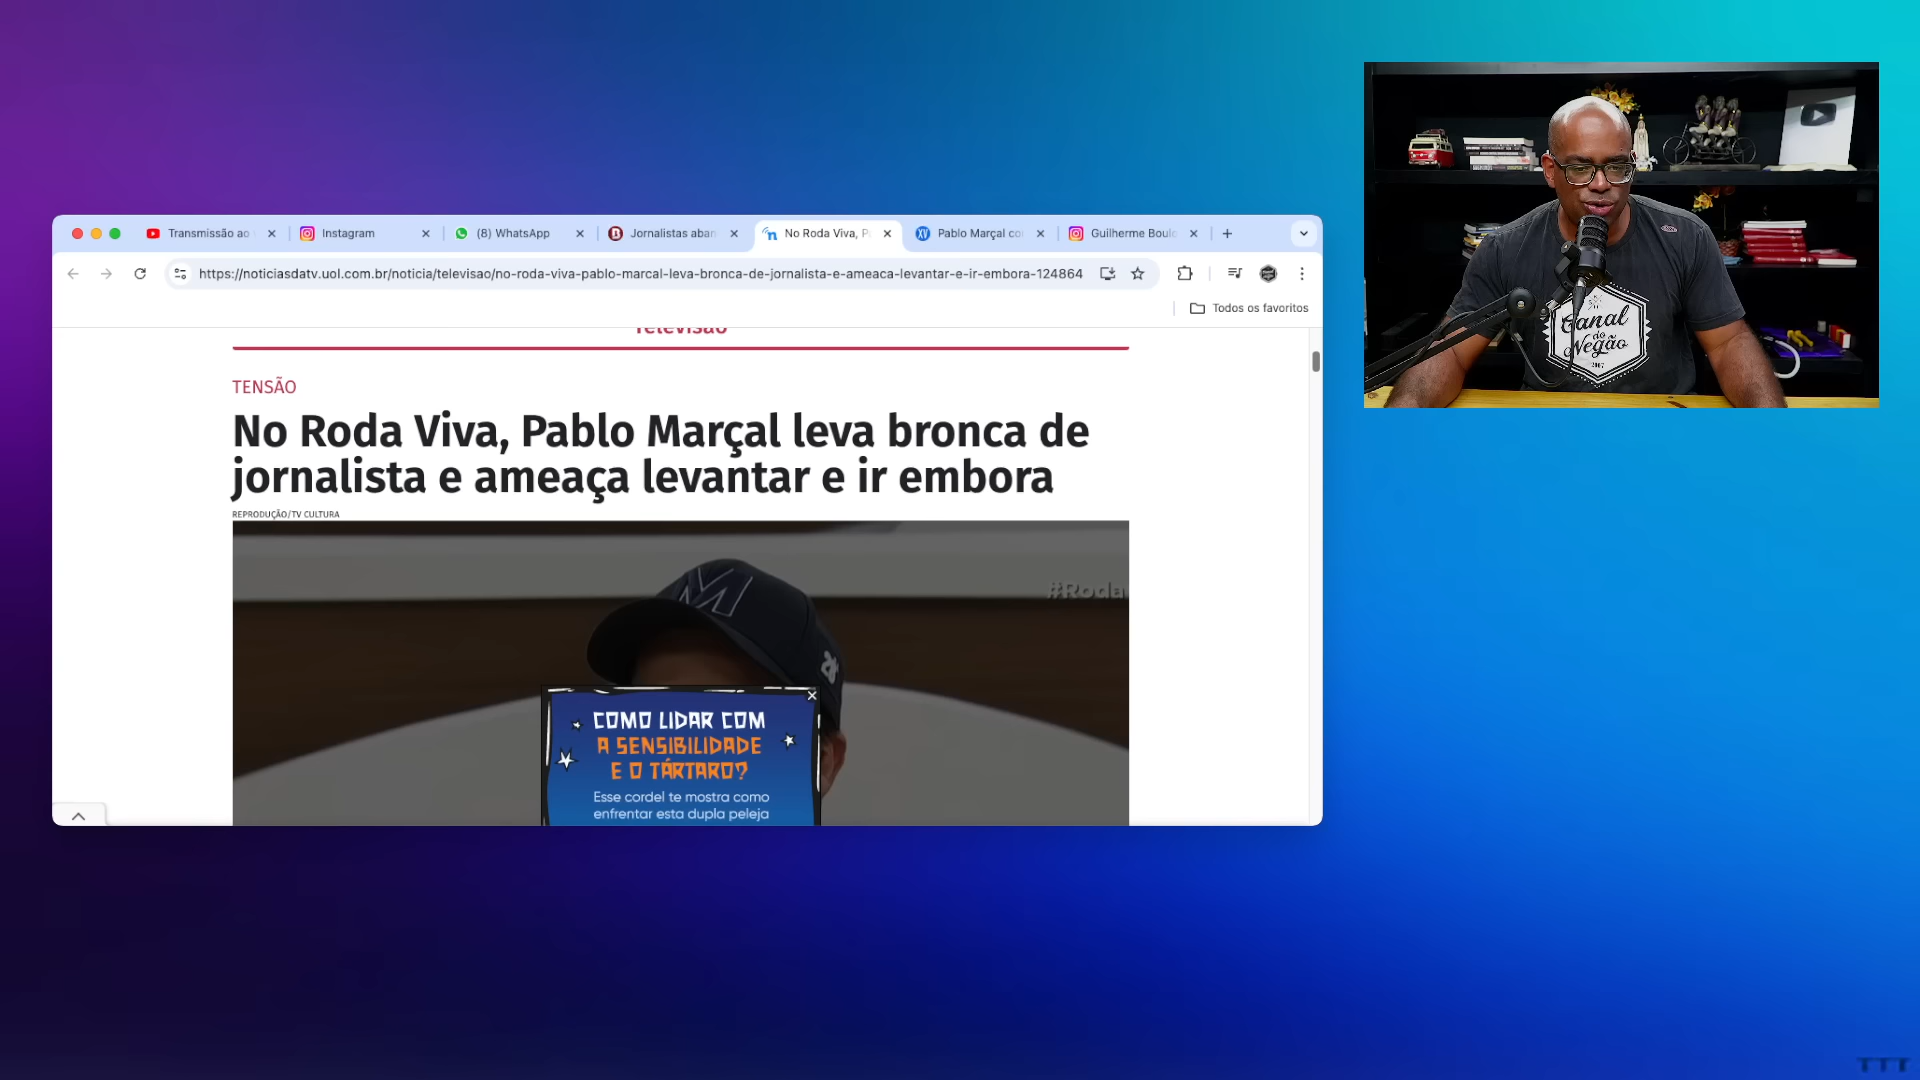 Transmissão ao
Instagram
(8) WhatsApp
Jornalistas aban
No Roda Viva, P
Pablo Marçal co
Guilherme Boulo
https://noticiasdatv.uol.com.br/noticia/televisao/no-roda-viva-pablo-marcal-leva-bronca-de-jornalista-e-ameaca-levantar-e-ir-embora-124864
Todos os favoritos
Televisão
TENSÃO
No Roda Viva, Pablo Marçal leva bronca de
jornalista e ameaça levantar e ir embora
REPRODUÇÃO/TV CULTURA
#Roda
M
COMO LIDAR COM
A SENSIBILIDADE
E O TÁRTARO?
Esse cordel te mostra como
enfrentar esta dupla peleja
Canal
do
Negão
2007
TTT